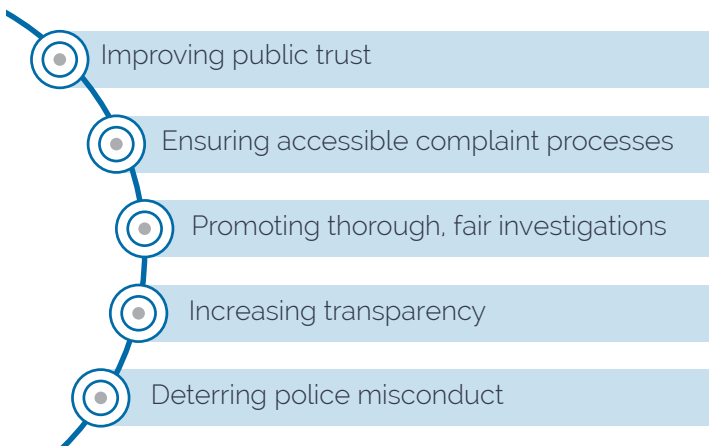 Improving public trust
Ensuring accessible complaint processes
Promoting thorough, fair investigations
Increasing transparency
Deterring police misconduct